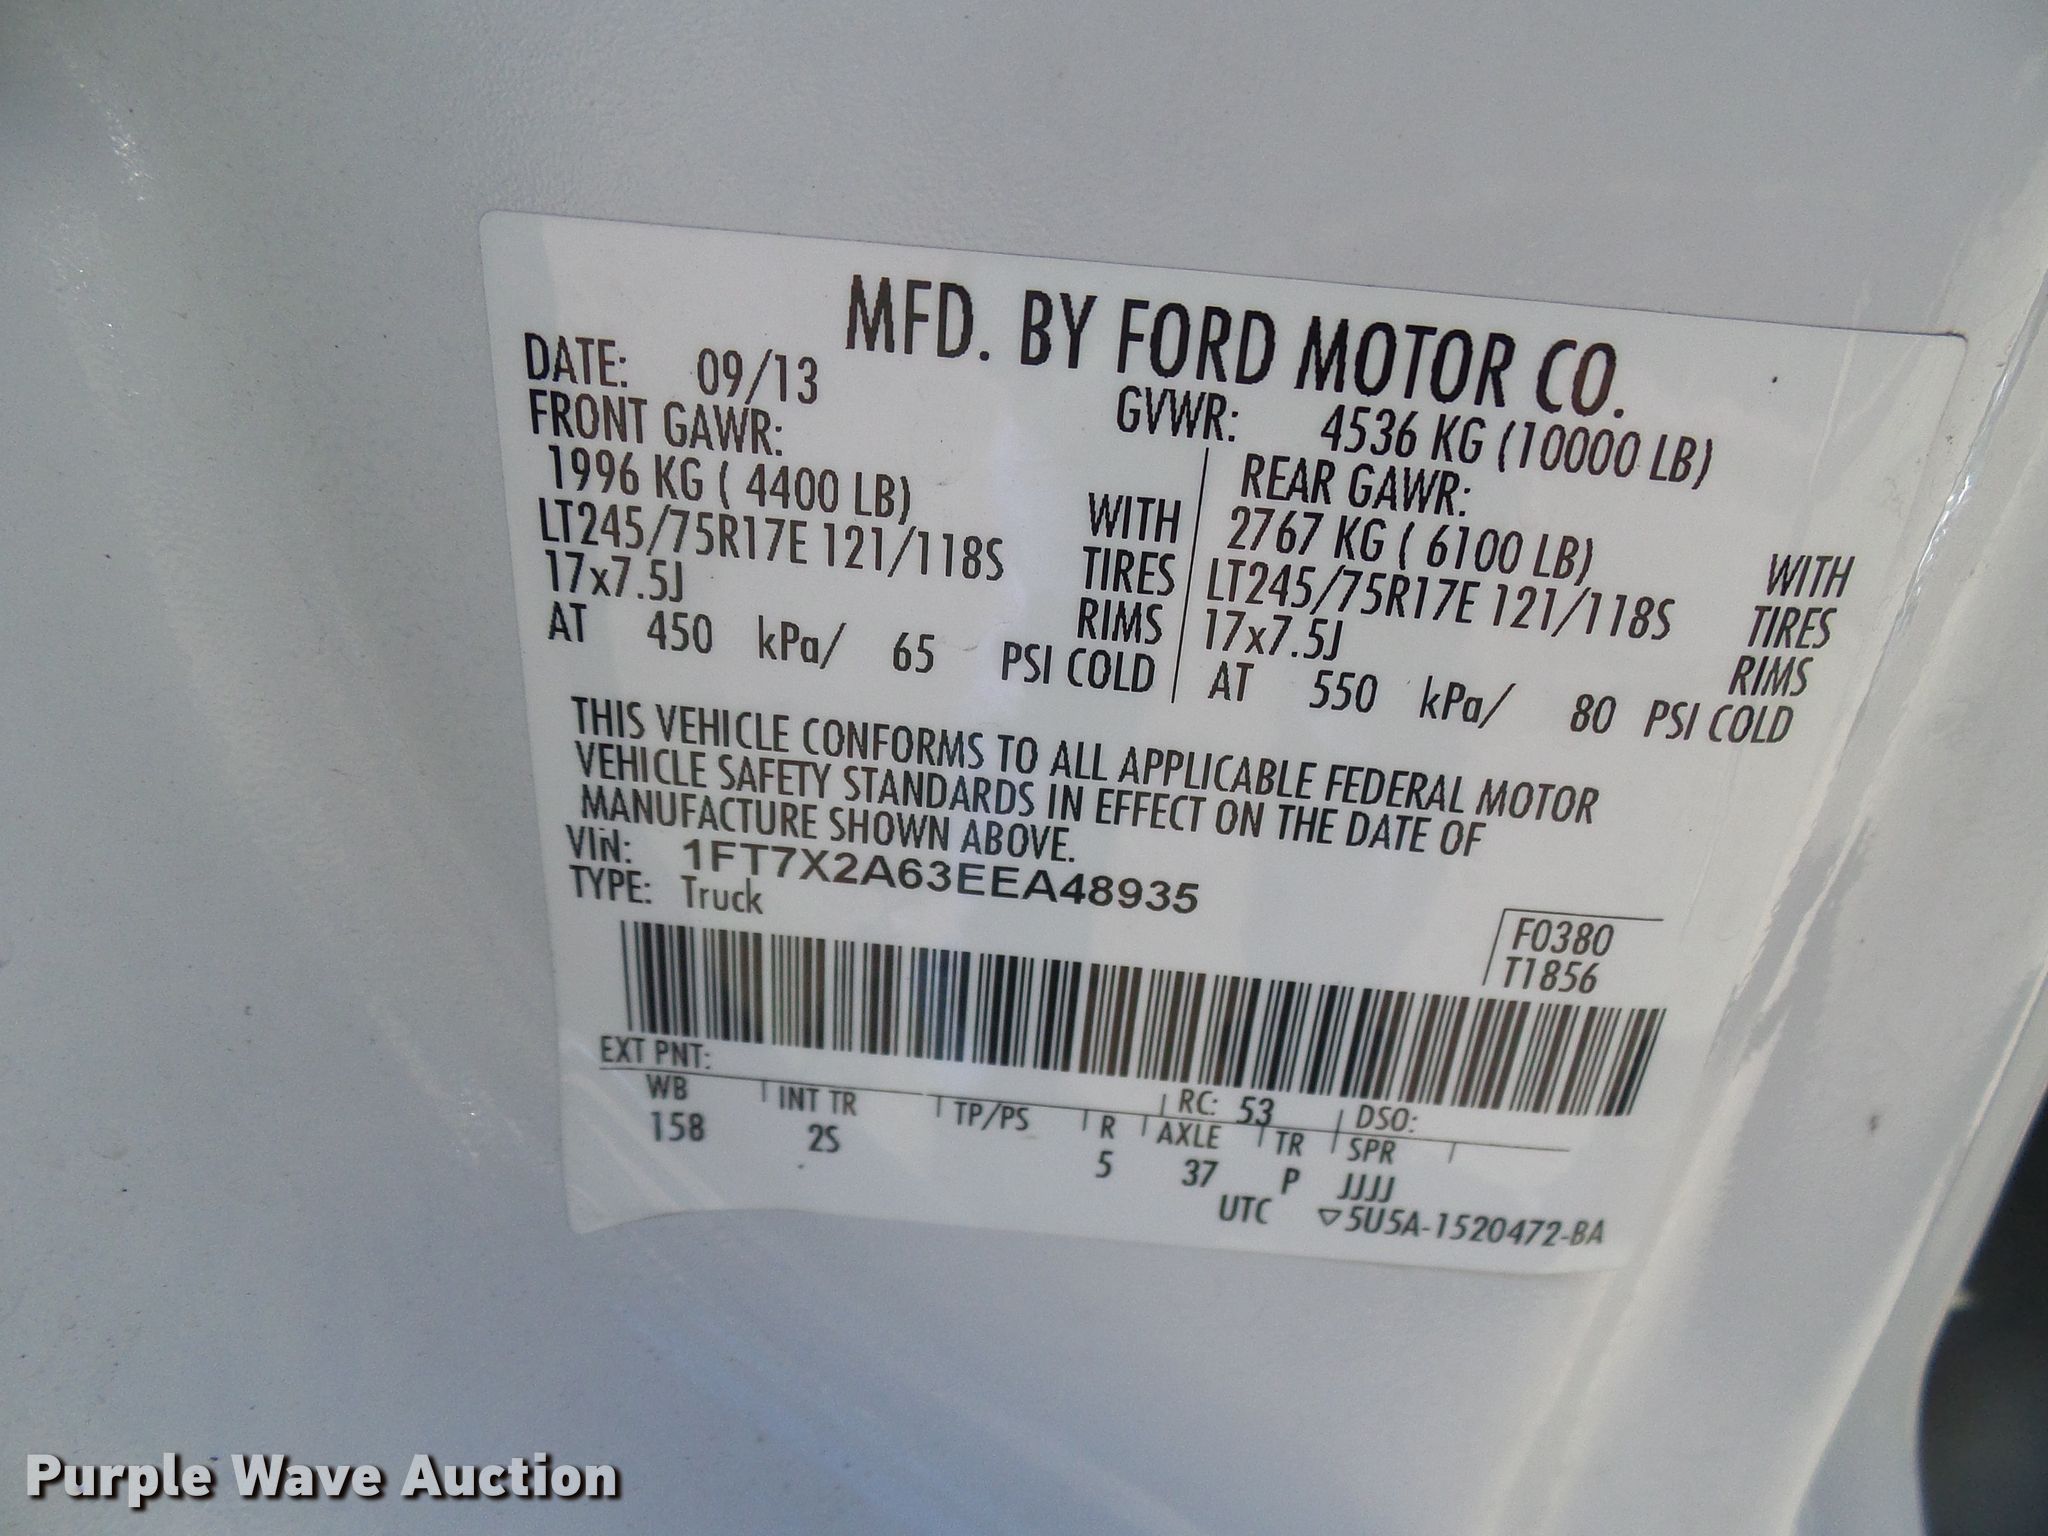 MFD. BY FORD MOTOR CO.
DATE: 09/13 GVWR: 4536 KG (10000 LB)
FRONT GAWR: REAR GAWR:
1996 KG ( 4400 LB) WITH 2767 KG ( 6100 LB) WITH
LT245/75R17E 121/118S TIRES LT245/75R17E 121/118S TIRES
17x7.5J RIMS 17x7.5J RIMS
AT 450 kPa/ 65 PSI COLD AT 550 kPa/ 80 PSI COLD
THIS VEHICLE CONFORMS TO ALL APPLICABLE FEDERAL MOTOR
VEHICLE SAFETY STANDARDS IN EFFECT ON THE DATE OF
MANUFACTURE SHOWN ABOVE.
VIN: 1FT7X2A63EEA48935
TYPE: Truck
F0380
T1856
EXT PNT: RC: 53 DSO:
WB INT TR TP/PS R AXLE TR SPR
158 2S 5 37 P JJJJ
UTC ▽5U5A-1520472-BA
Purple Wave Auction